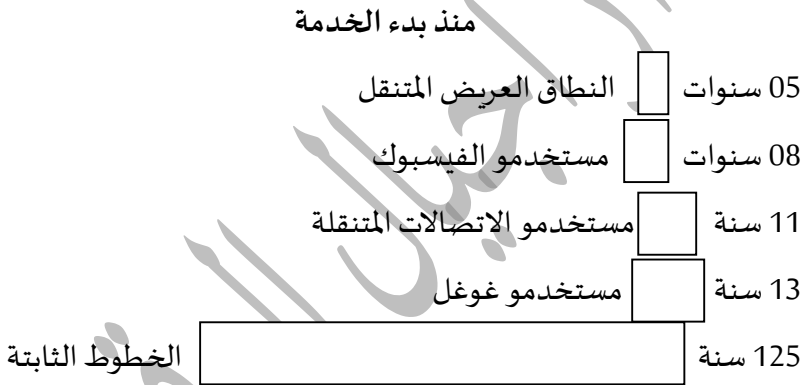 منذ بدء الخدمة
05 سنوات النطاق العريض المتنقل
08 سنوات مستخدمو الفيسبوك
11 سنة مستخدمو الاتصالات المتنقلة
13 سنة مستخدمو غوغل
125 سنة الخطوط الثابتة